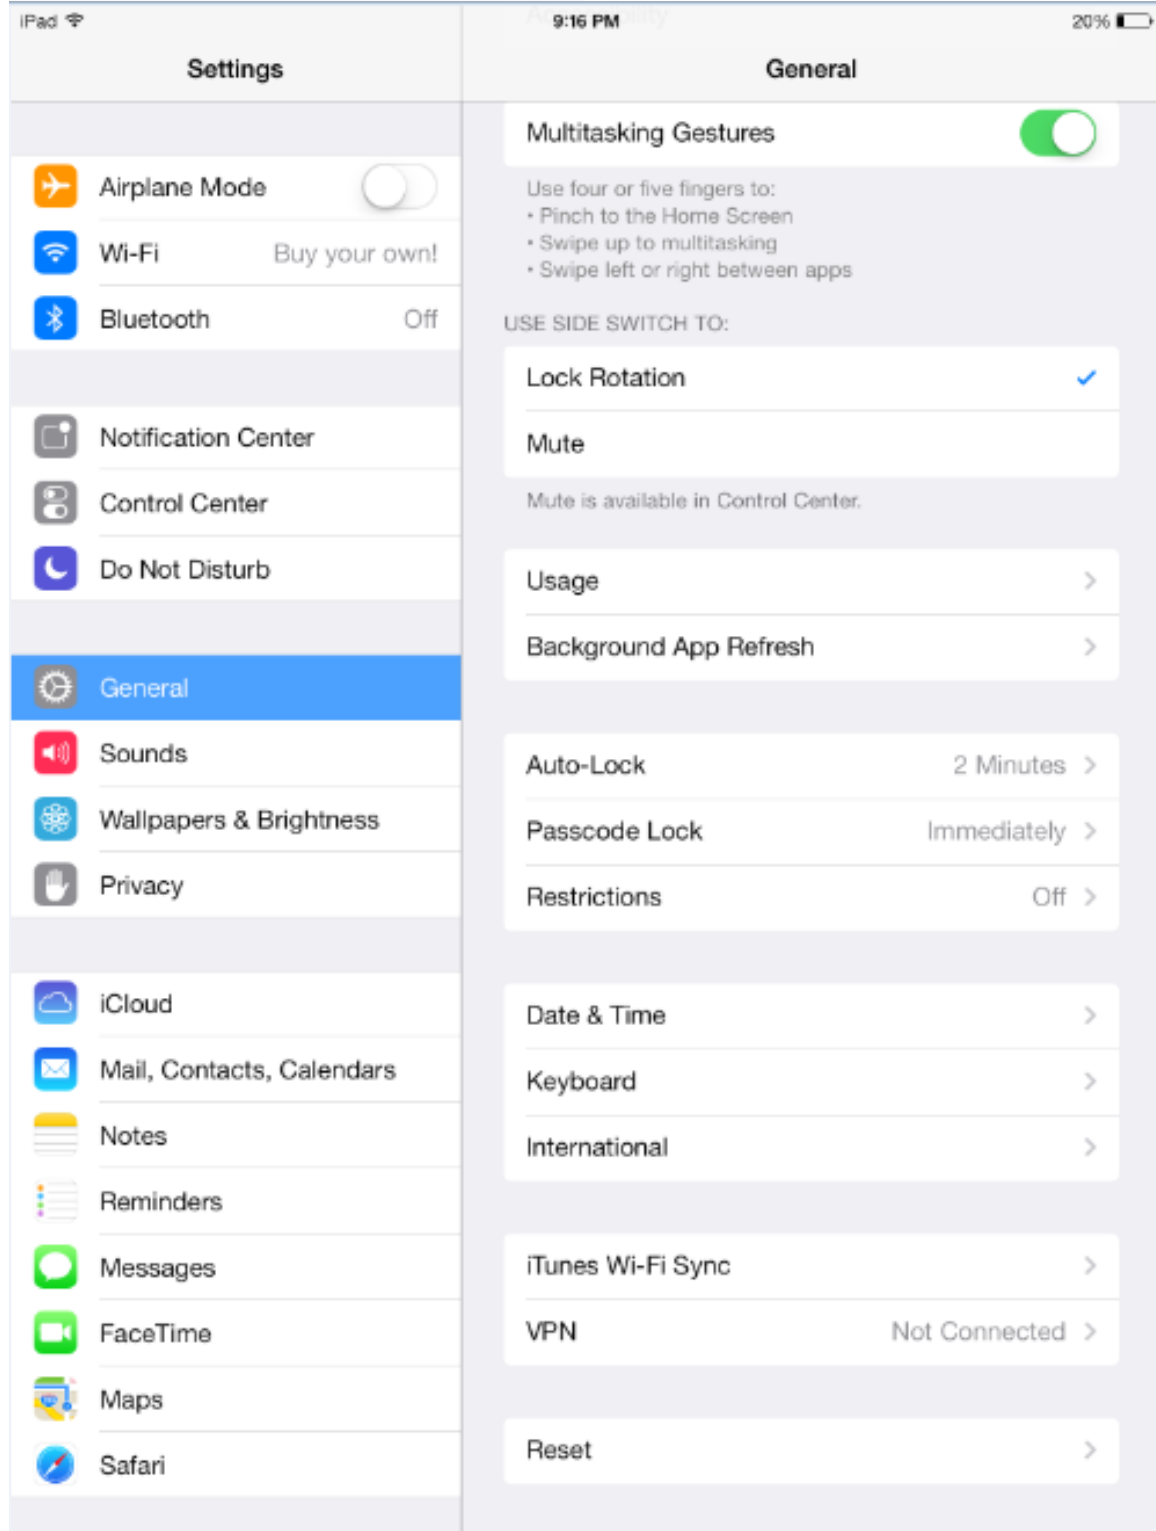 iPad
9:16 PM
20%
Settings
General
Accessibility
Airplane Mode
Wi-Fi Buy your own!
Bluetooth Off
Notification Center
Control Center
Do Not Disturb
General
Sounds
Wallpapers & Brightness
Privacy
iCloud
Mail, Contacts, Calendars
Notes
Reminders
Messages
FaceTime
Maps
Safari
Multitasking Gestures
Use four or five fingers to:
• Pinch to the Home Screen
• Swipe up to multitasking
• Swipe left or right between apps
USE SIDE SWITCH TO:
Lock Rotation
Mute
Mute is available in Control Center.
Usage
Background App Refresh
Auto-Lock 2 Minutes
Passcode Lock Immediately
Restrictions Off
Date & Time
Keyboard
International
iTunes Wi-Fi Sync
VPN Not Connected
Reset